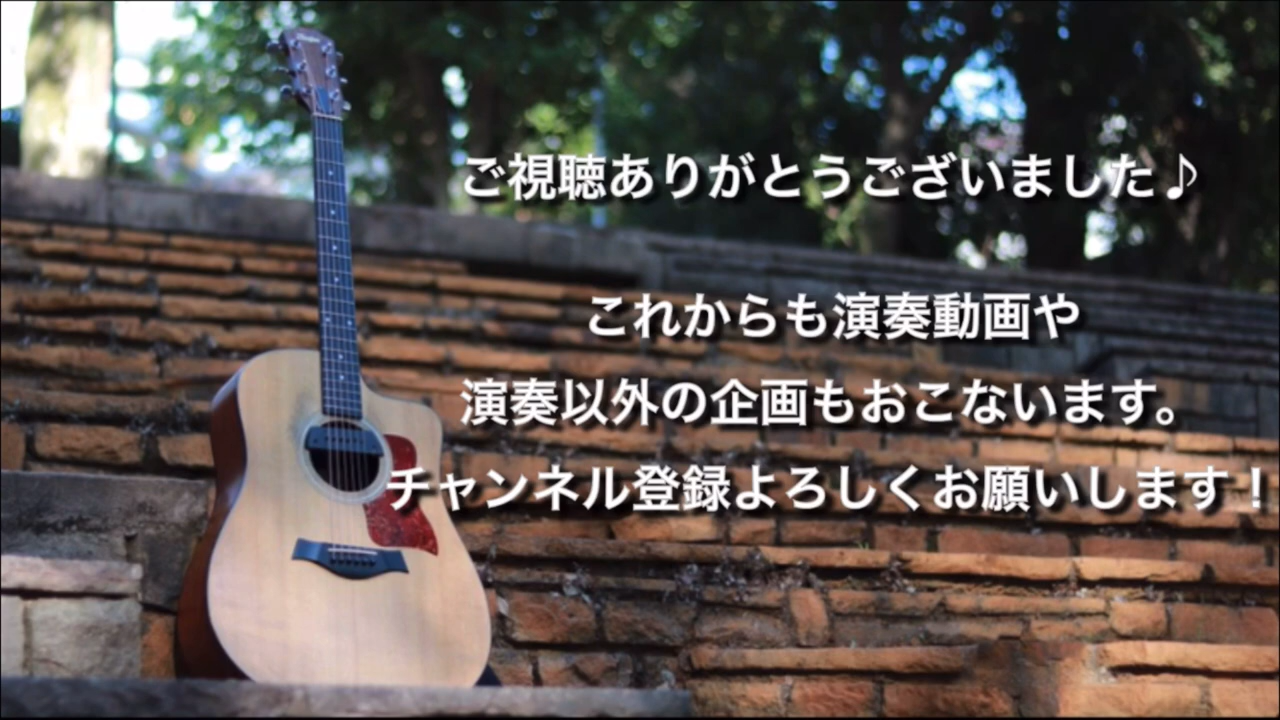 ご視聴ありがとうございました♪
これからも演奏動画や
演奏以外の企画もおこないます。
チャンネル登録よろしくお願いします！